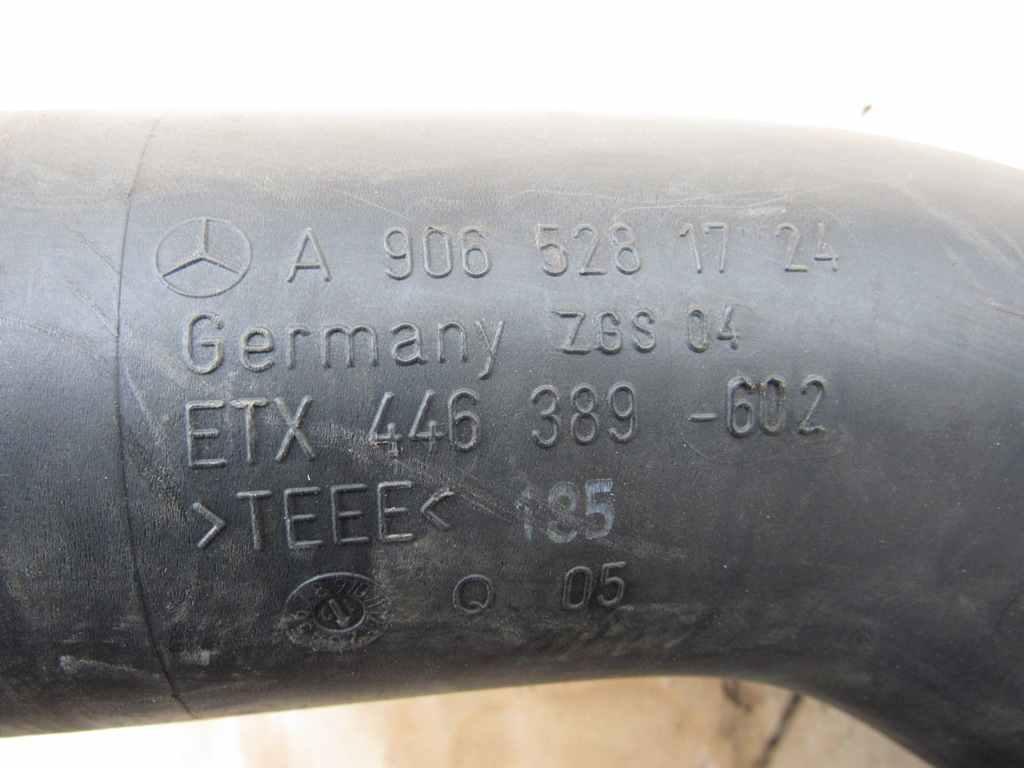 A 906 528 17 24
Germany ZGS 04
ETX 446 389 -602
>TEEE< 185
Q 05